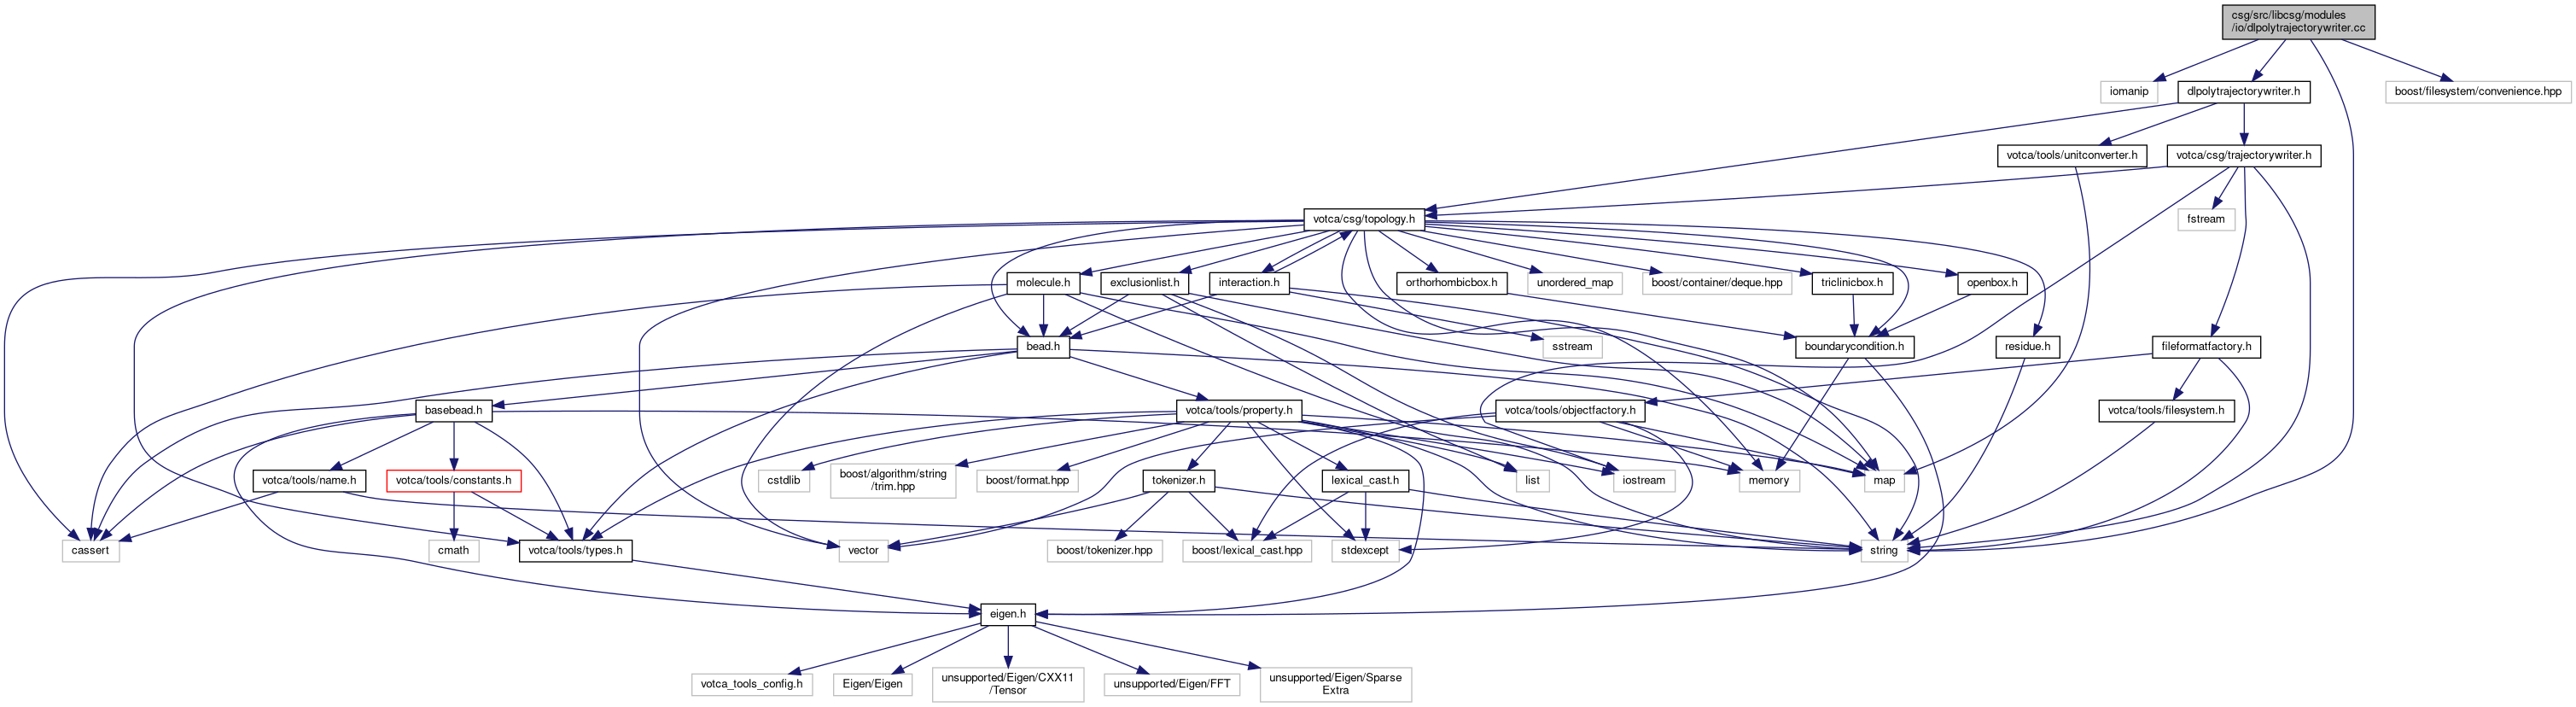 csg/src/libcsg/modules
/io/dlpolytrajectorywriter.cc
iomanip
dlpolytrajectorywriter.h
boost/filesystem/convenience.hpp
votca/tools/unitconverter.h
votca/csg/trajectorywriter.h
votca/csg/topology.h
fstream
molecule.h
exclusionlist.h
interaction.h
orthorhombicbox.h
unordered_map
boost/container/deque.hpp
triclinicbox.h
openbox.h
bead.h
sstream
boundarycondition.h
residue.h
fileformatfactory.h
basebead.h
votca/tools/property.h
votca/tools/objectfactory.h
votca/tools/filesystem.h
votca/tools/name.h
votca/tools/constants.h
cstdlib
boost/algorithm/string
/trim.hpp
boost/format.hpp
tokenizer.h
lexical_cast.h
list
iostream
memory
map
cassert
cmath
votca/tools/types.h
vector
boost/tokenizer.hpp
boost/lexical_cast.hpp
stdexcept
string
eigen.h
votca_tools_config.h
Eigen/Eigen
unsupported/Eigen/CXX11
/Tensor
unsupported/Eigen/FFT
unsupported/Eigen/Sparse
Extra